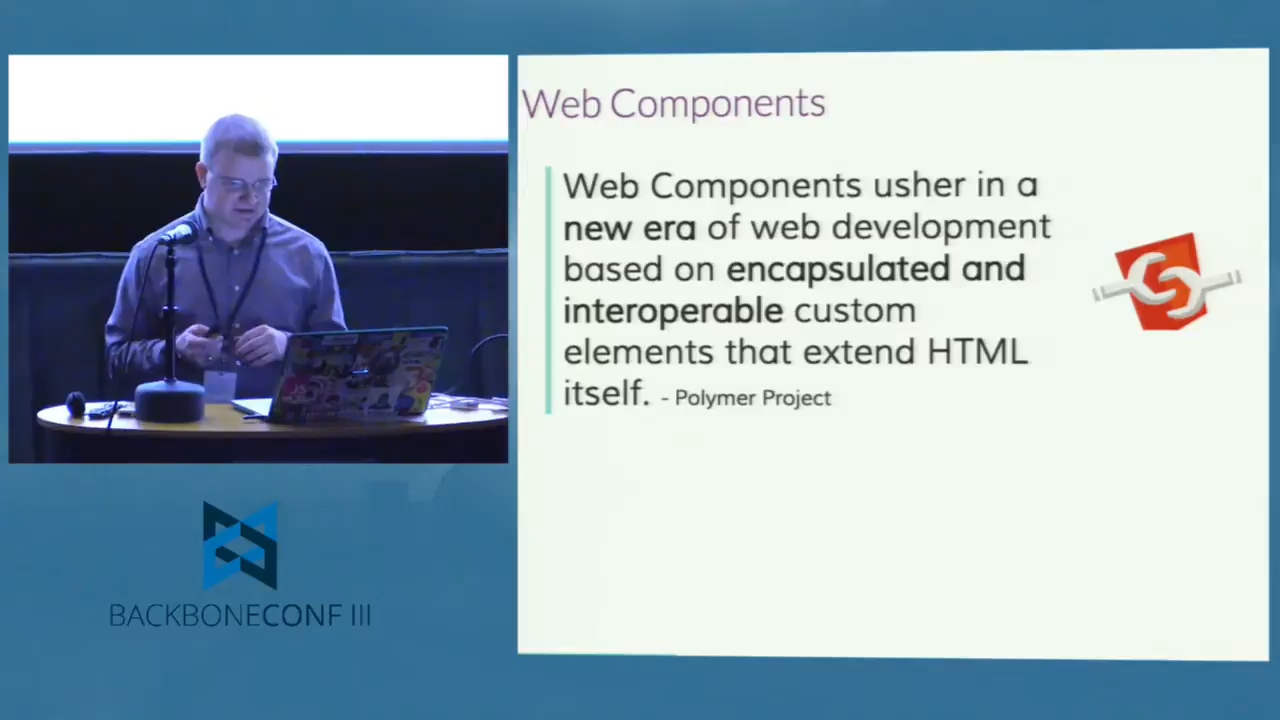 Web Components
Web Components usher in a
new era of web development
based on encapsulated and
interoperable custom
elements that extend HTML
itself. - Polymer Project
JS
BACKBONECONF III